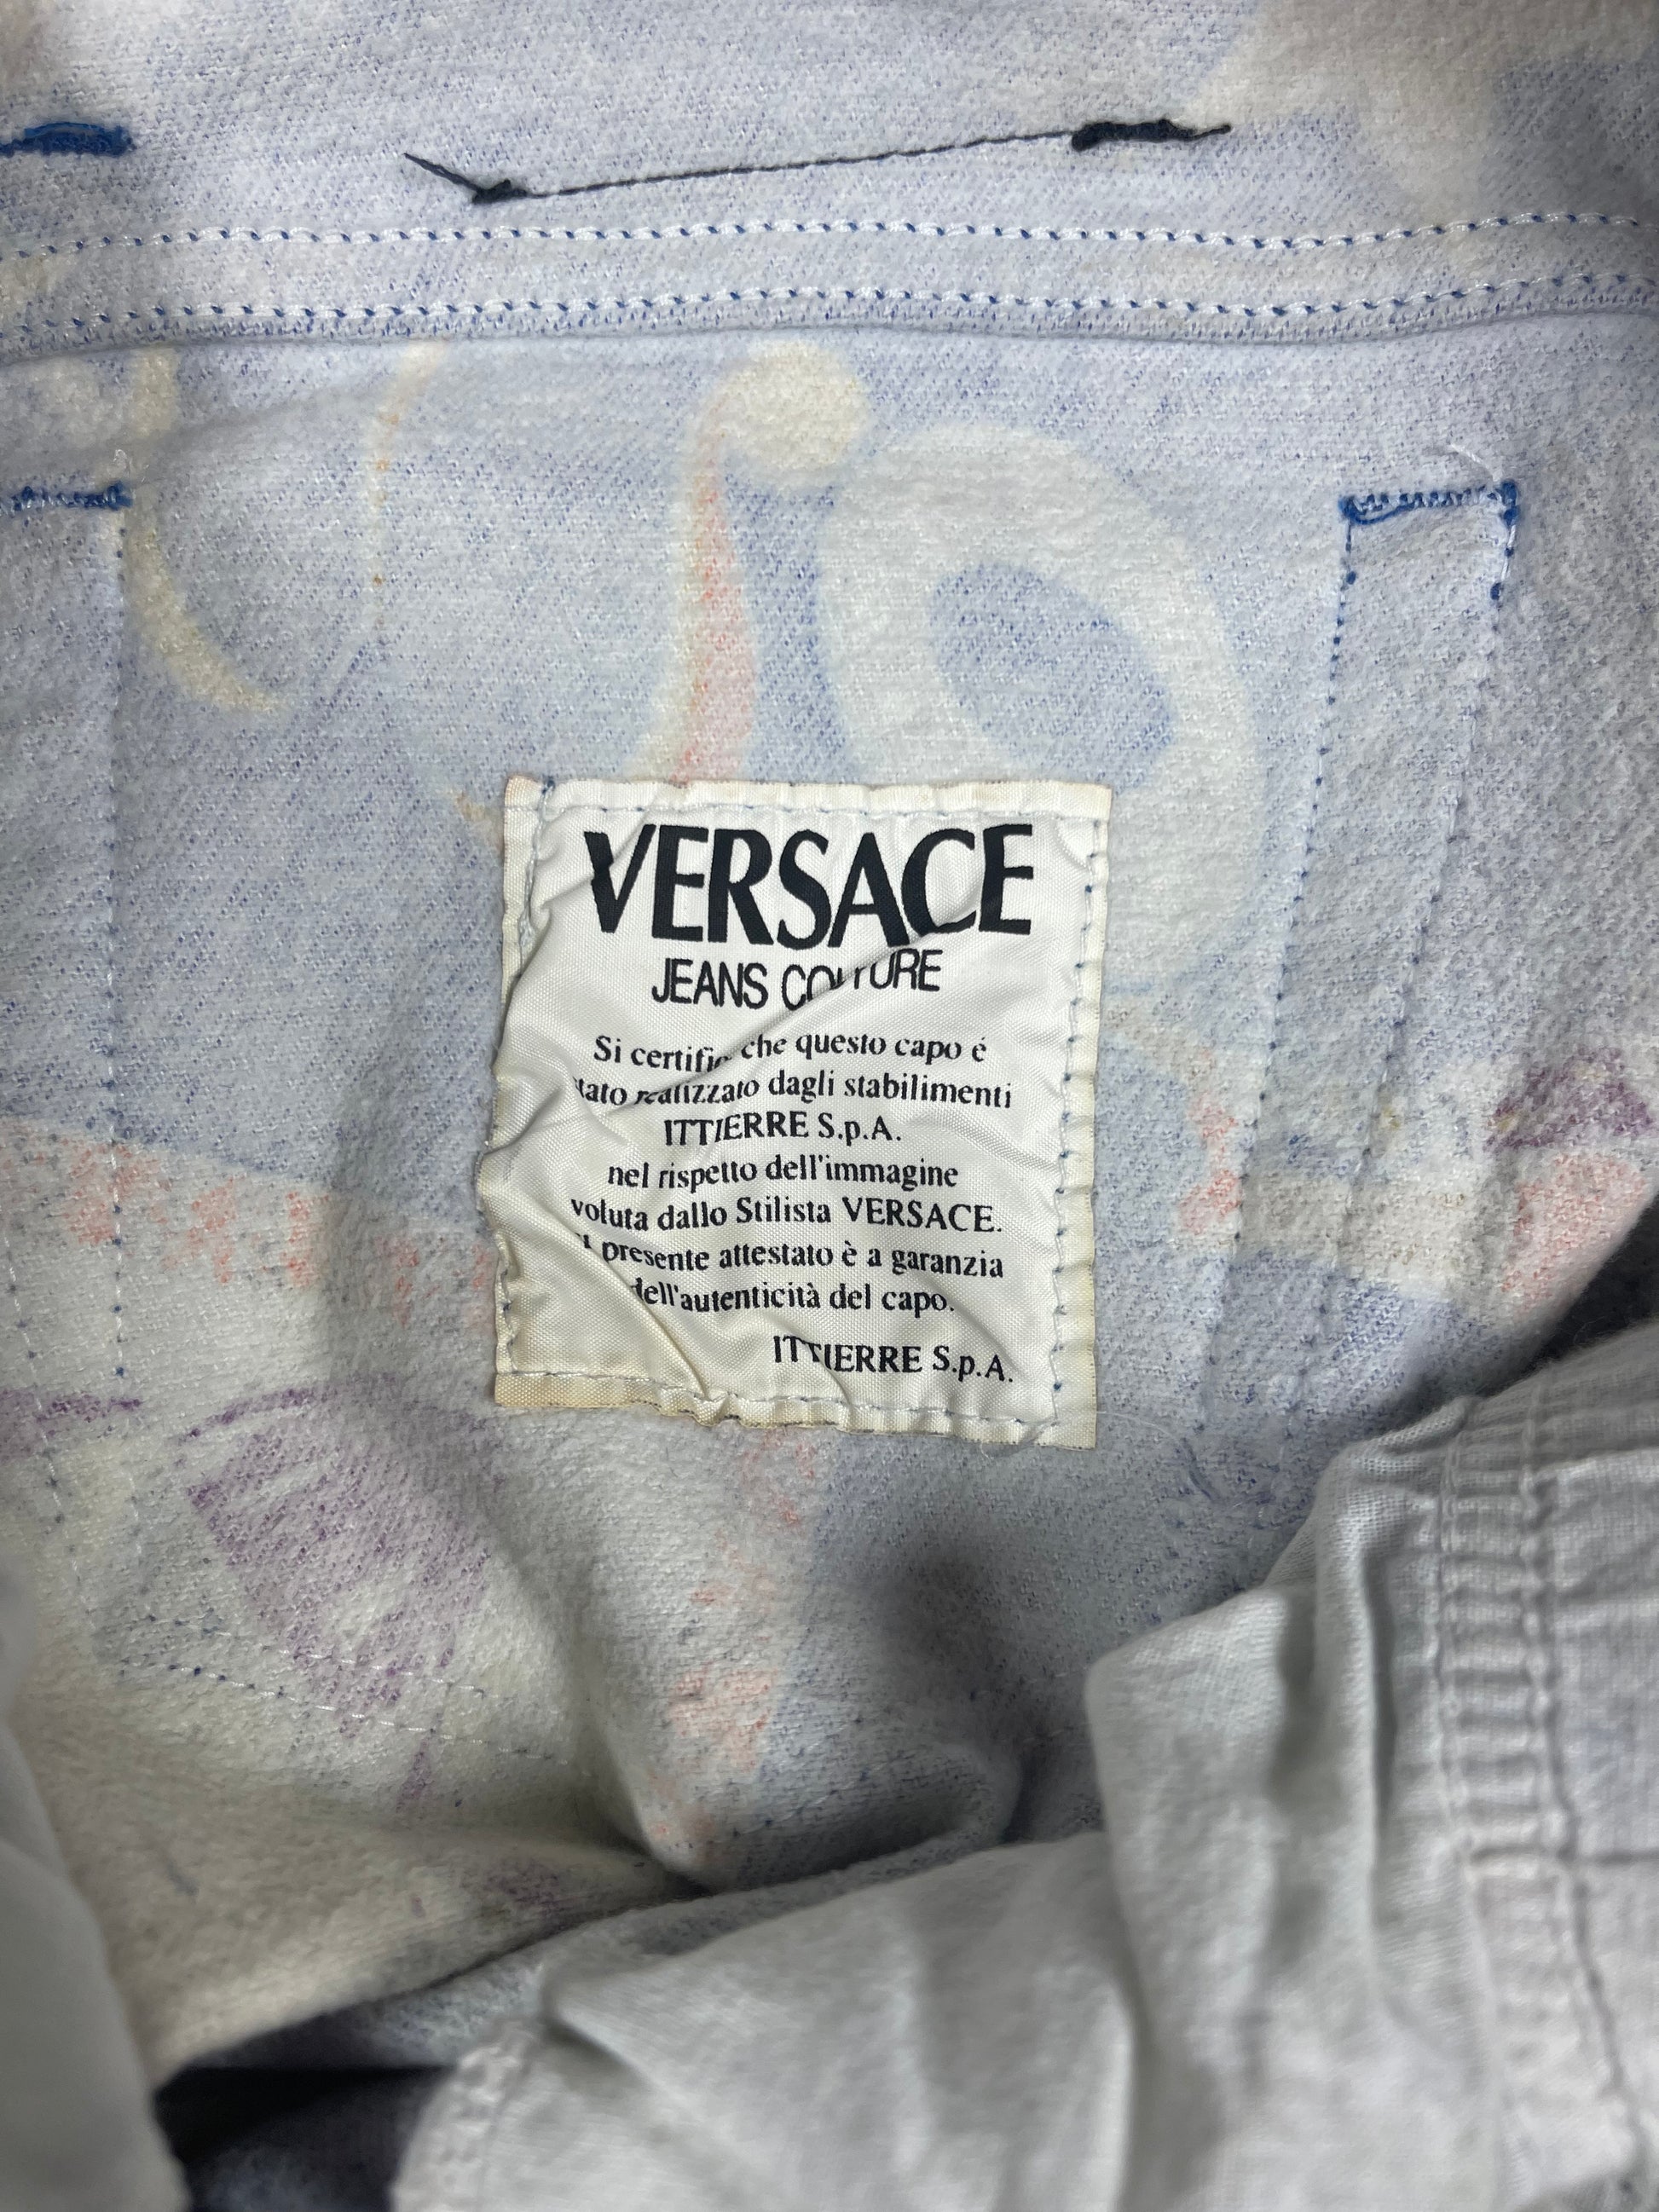 VERSACE
JEANS COUTURE
Si certifica che questo capo é
stato realizzato dagli stabilimenti
ITTIERRE S.p.A.
nel rispetto dell'immagine
voluta dallo Stilista VERSACE.
Il presente attestato è a garanzia
dell'autenticità del capo.
ITTIERRE S.p.A.